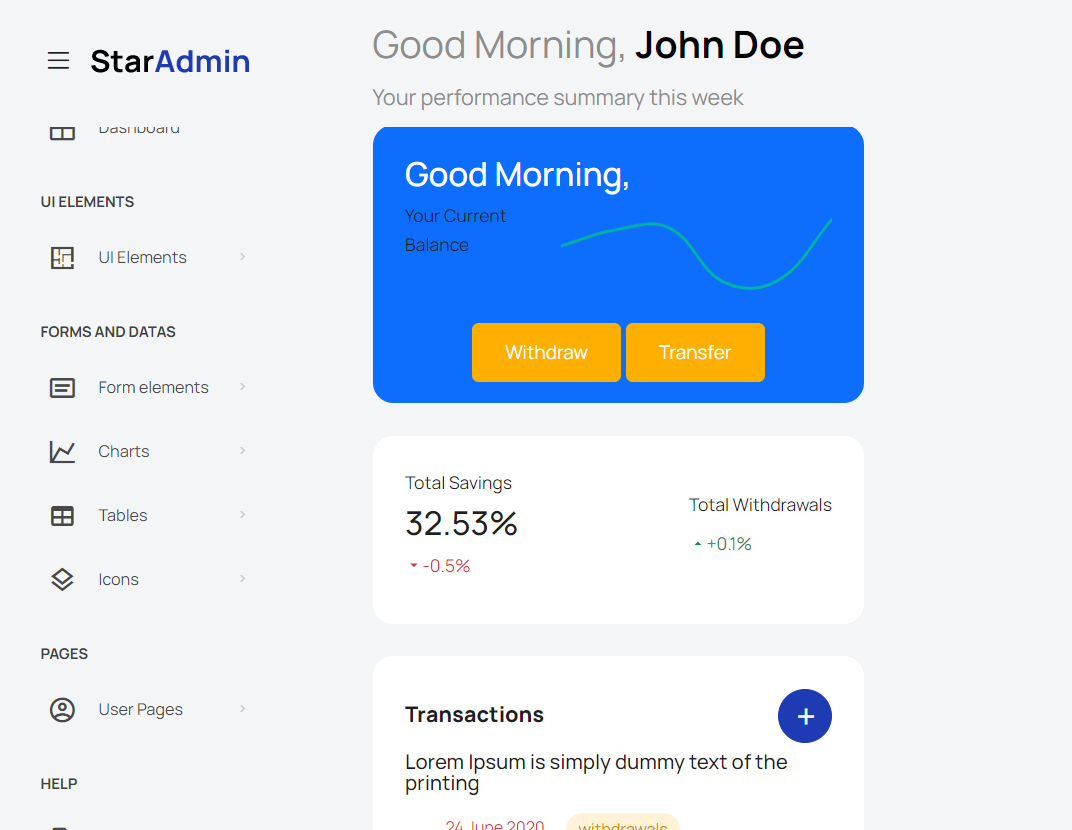 StarAdmin
Dashboard
UI ELEMENTS
UI Elements
FORMS AND DATAS
Form elements
Charts
Tables
Icons
PAGES
User Pages
HELP
Good Morning, John Doe
Your performance summary this week
Good Morning,
Your Current
Balance
Withdraw
Transfer
Total Savings
32.53%
-0.5%
Total Withdrawals
+0.1%
Transactions
+
Lorem Ipsum is simply dummy text of the
printing
24 June 2020
withdrawals